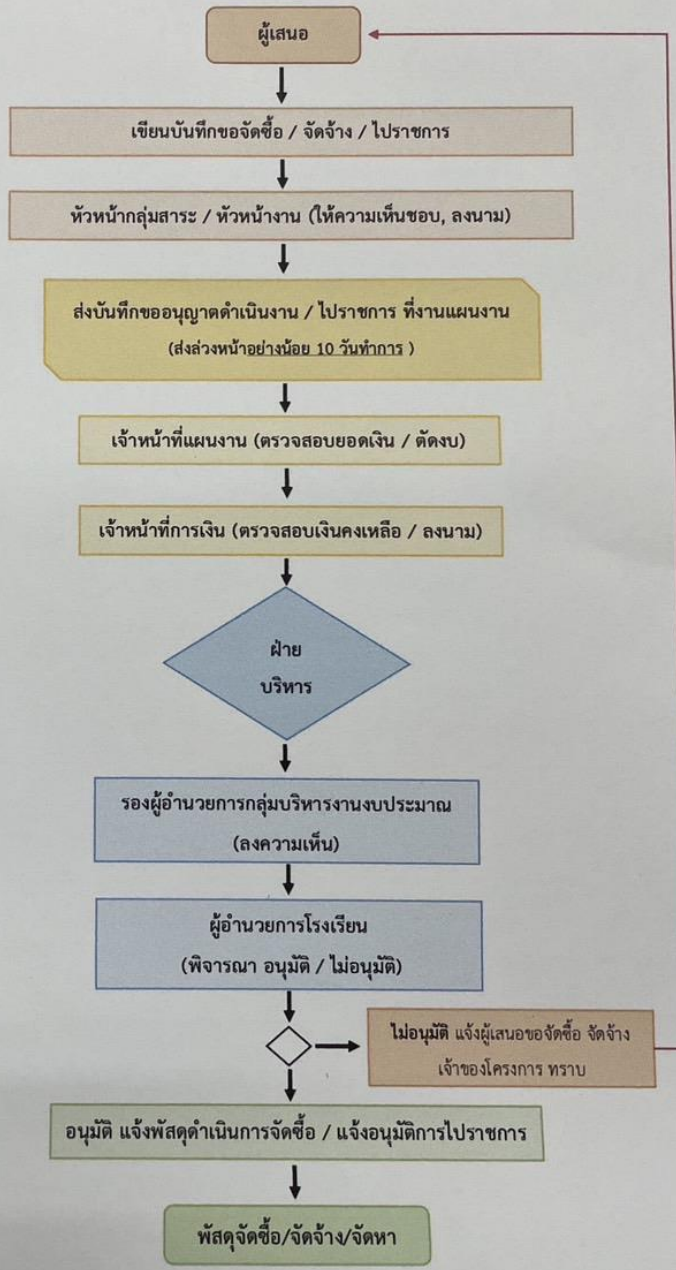 ผู้เสนอ
เขียนบันทึกขอจัดซื้อ / จัดจ้าง / ไปราชการ
หัวหน้ากลุ่มสาระ / หัวหน้างาน (ให้ความเห็นชอบ, ลงนาม)
ส่งบันทึกขออนุญาตดำเนินงาน / ไปราชการ ที่งานแผนงาน
(ส่งล่วงหน้าอย่างน้อย 10 วันทำการ )
เจ้าหน้าที่แผนงาน (ตรวจสอบยอดเงิน / ตัดงบ)
เจ้าหน้าที่การเงิน (ตรวจสอบเงินคงเหลือ / ลงนาม)
ฝ่าย
บริหาร
รองผู้อำนวยการกลุ่มบริหารงานงบประมาณ
(ลงความเห็น)
ผู้อำนวยการโรงเรียน
(พิจารณา อนุมัติ / ไม่อนุมัติ)
ไม่อนุมัติ แจ้งผู้เสนอขอจัดซื้อ จัดจ้าง
เจ้าของโครงการ ทราบ
อนุมัติ แจ้งพัสดุดำเนินการจัดซื้อ / แจ้งอนุมัติการไปราชการ
พัสดุจัดซื้อ/จัดจ้าง/จัดหา